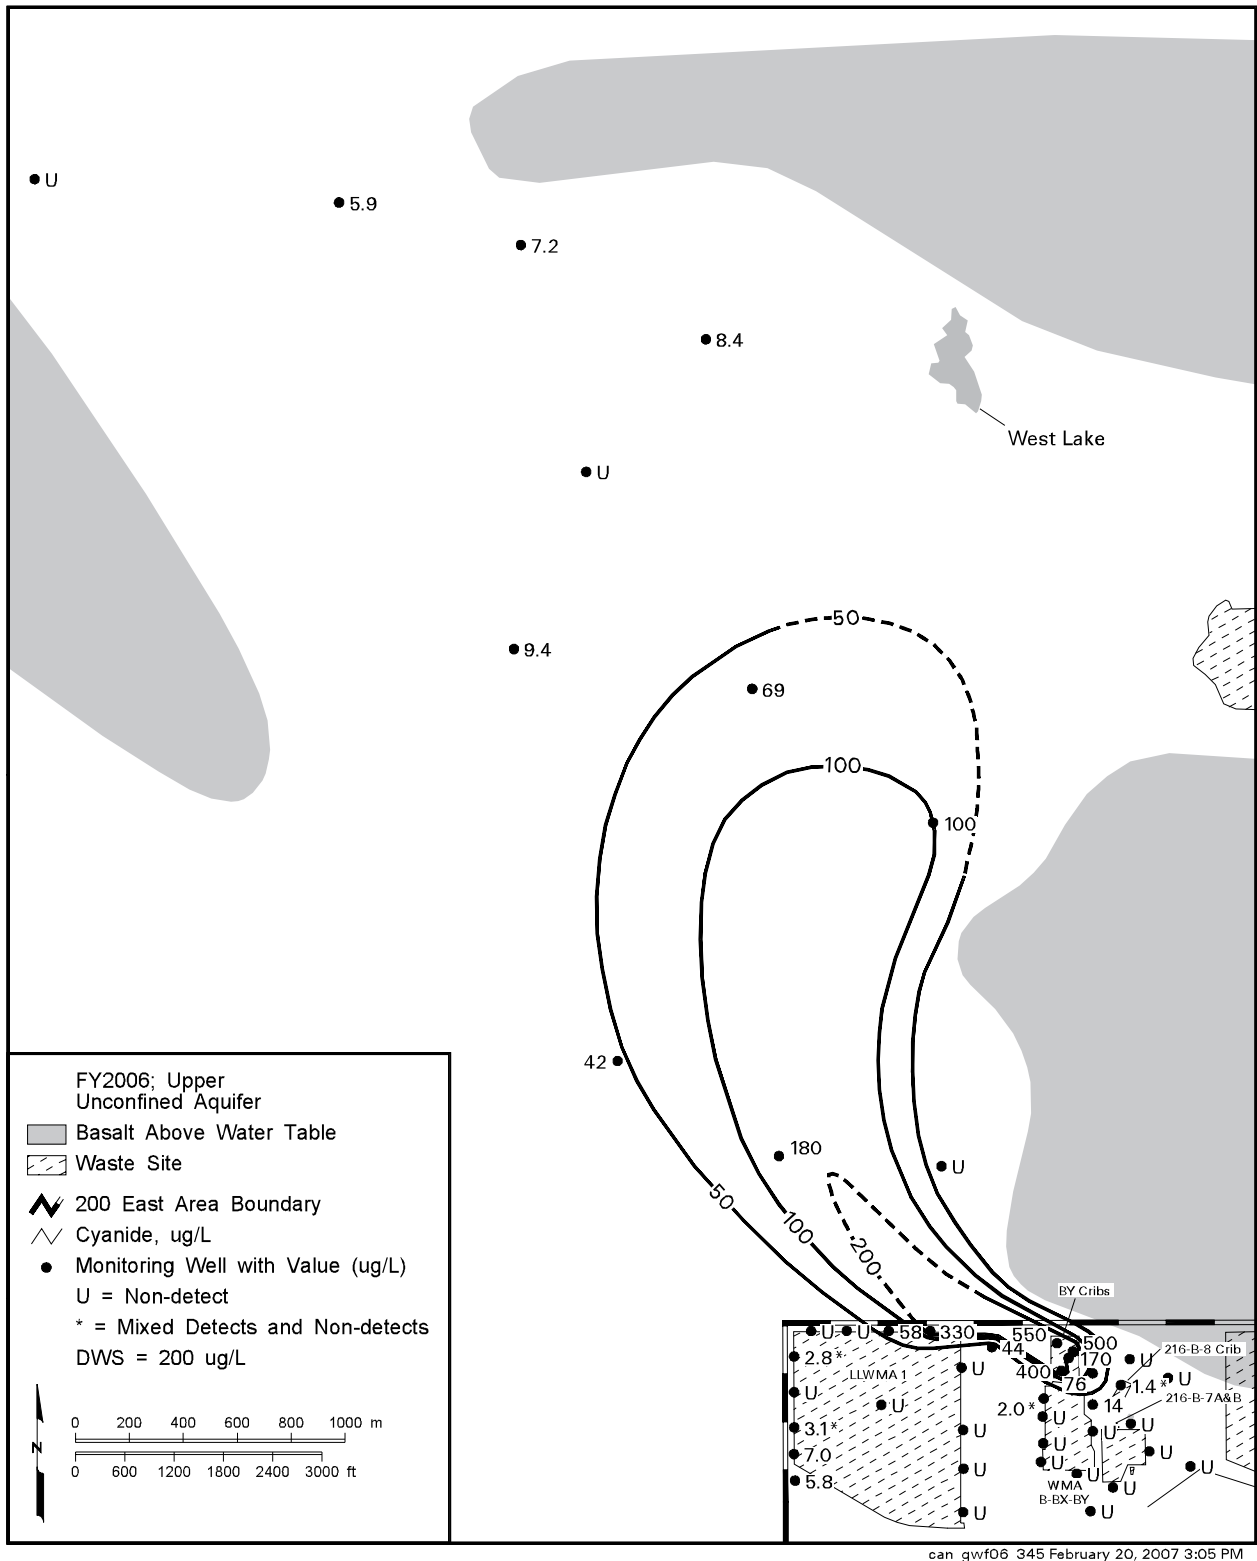 U
5.9
7.2
8.4
West Lake
U
50
9.4
69
100
100
42
180
U
50
100
200
BY Cribs
U
U
58
330
550
500
44
170
U
216-B-8 Crib
2.8*
LLWMA 1
U
400
76
1.4*
U
216-B-7A&B
U
U
2.0*
14
3.1*
U
U
U
U
7.0
U
U
U
5.8
U
U
U
WMA
B-BX-BY
U
U
U
FY2006; Upper
Unconfined Aquifer
Basalt Above Water Table
Waste Site
200 East Area Boundary
Cyanide, ug/L
Monitoring Well with Value (ug/L)
U = Non-detect
* = Mixed Detects and Non-detects
DWS = 200 ug/L
N
0 200 400 600 800 1000 m
0 600 1200 1800 2400 3000 ft
can_gwf06_345 February 20, 2007 3:05 PM